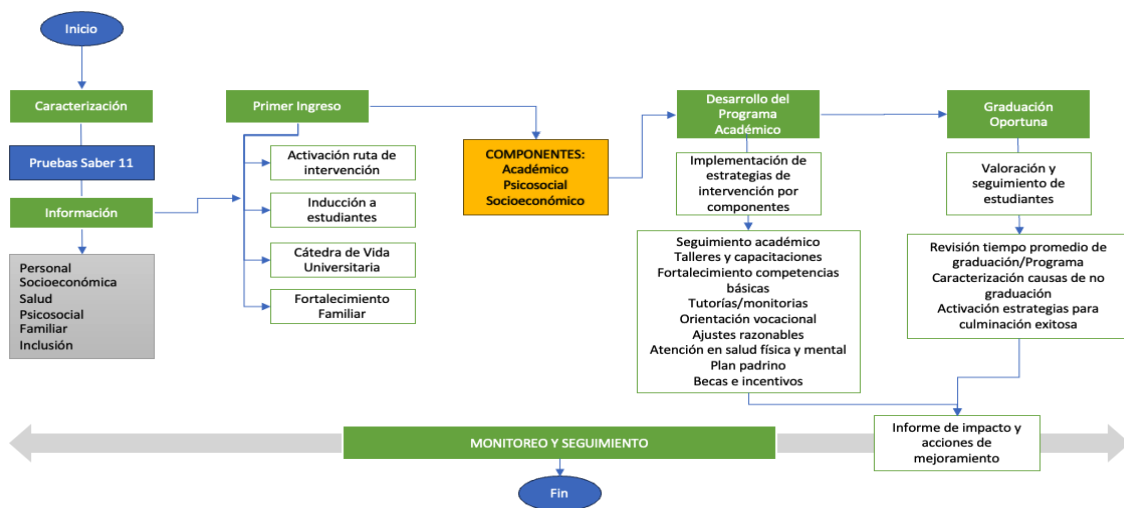 Inicio
Caracterización
Pruebas Saber 11
Información
Personal
Socioeconómica
Salud
Psicosocial
Familiar
Inclusión
Primer Ingreso
Activación ruta de
intervención
Inducción a
estudiantes
Cátedra de Vida
Universitaria
Fortalecimiento
Familiar
COMPONENTES:
Académico
Psicosocial
Socioeconómico
Desarrollo del
Programa
Académico
Implementación de
estrategias de
intervención por
componentes
Seguimiento académico
Talleres y capacitaciones
Fortalecimiento competencias
básicas
Tutorías/monitorias
Orientación vocacional
Ajustes razonables
Atención en salud física y mental
Plan padrino
Becas e incentivos
Graduación
Oportuna
Valoración y
seguimiento de
estudiantes
Revisión tiempo promedio de
graduación/Programa
Caracterización causas de no
graduación
Activación estrategias para
culminación exitosa
Informe de impacto y
acciones de
mejoramiento
MONITOREO Y SEGUIMIENTO
Fin